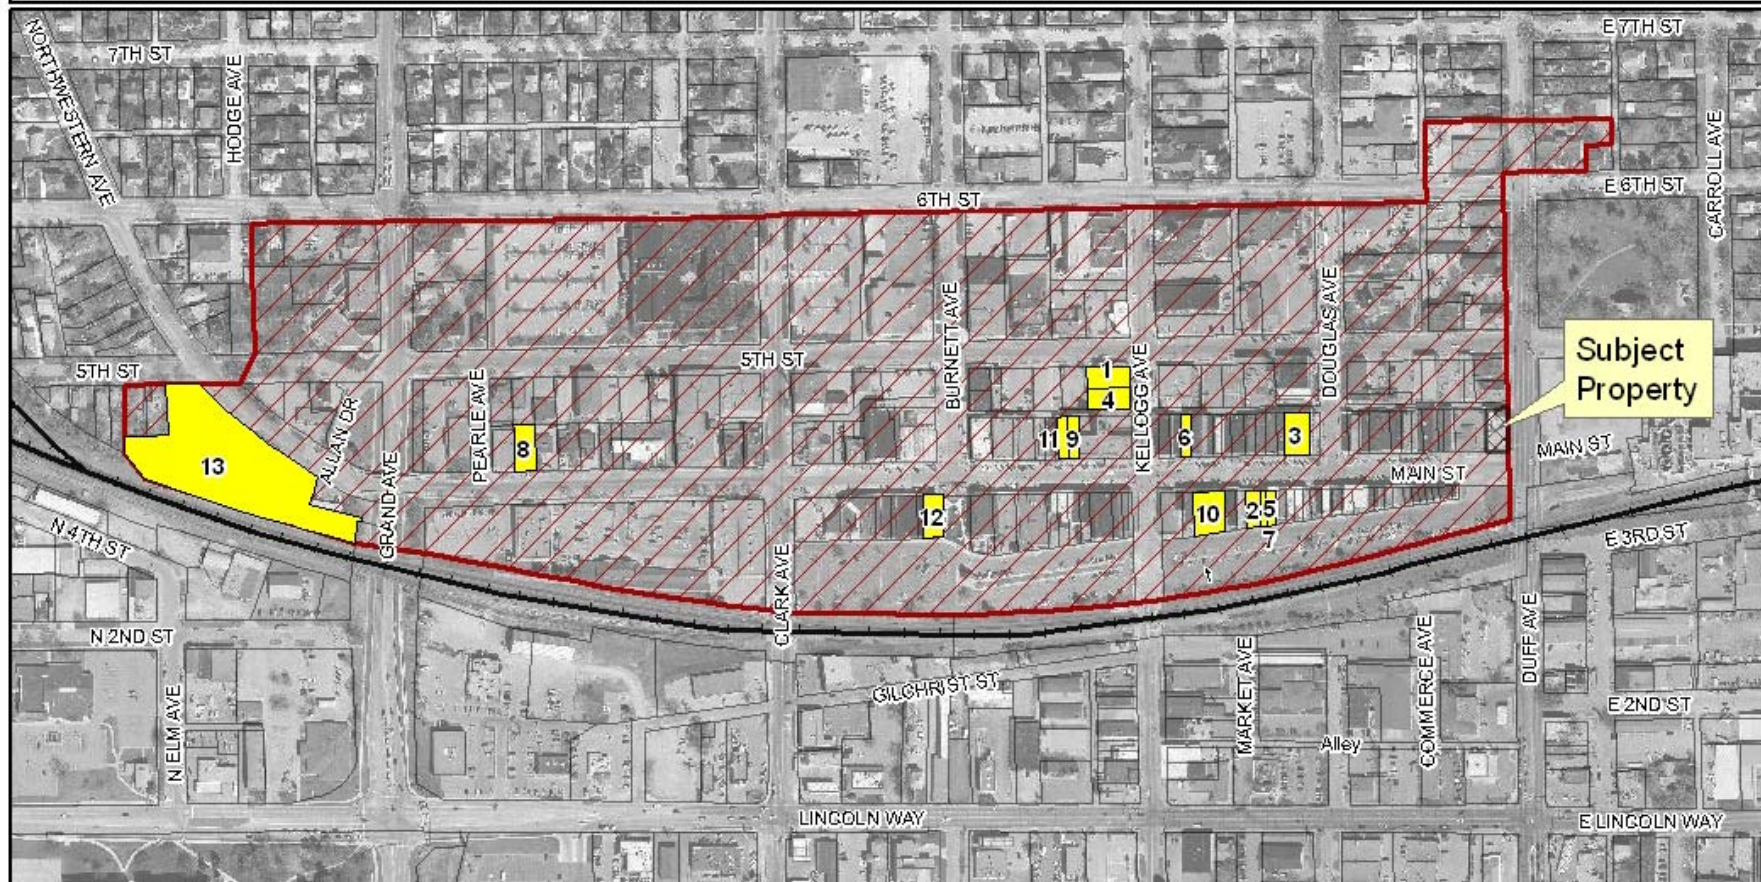 7TH ST
E 7TH ST
NORTHWESTERN AVE
HODGE AVE
CARROLL AVE
6TH ST
E 6TH ST
5TH ST
5TH ST
BURNETT AVE
DOUGLAS AVE
KELLOGG AVE
PEARLE AVE
ALLAN DR
GRAND AVE
Subject
Property
1
4
11
9
6
3
8
13
MAIN ST
MAIN ST
12
10
2
5
7
N 4TH ST
E 3RD ST
CLARK AVE
DUFF AVE
N 2ND ST
GILCHRIST ST
MARKET AVE
COMMERCE AVE
E 2ND ST
N ELM AVE
Alley
LINCOLN WAY
E LINCOLN WAY